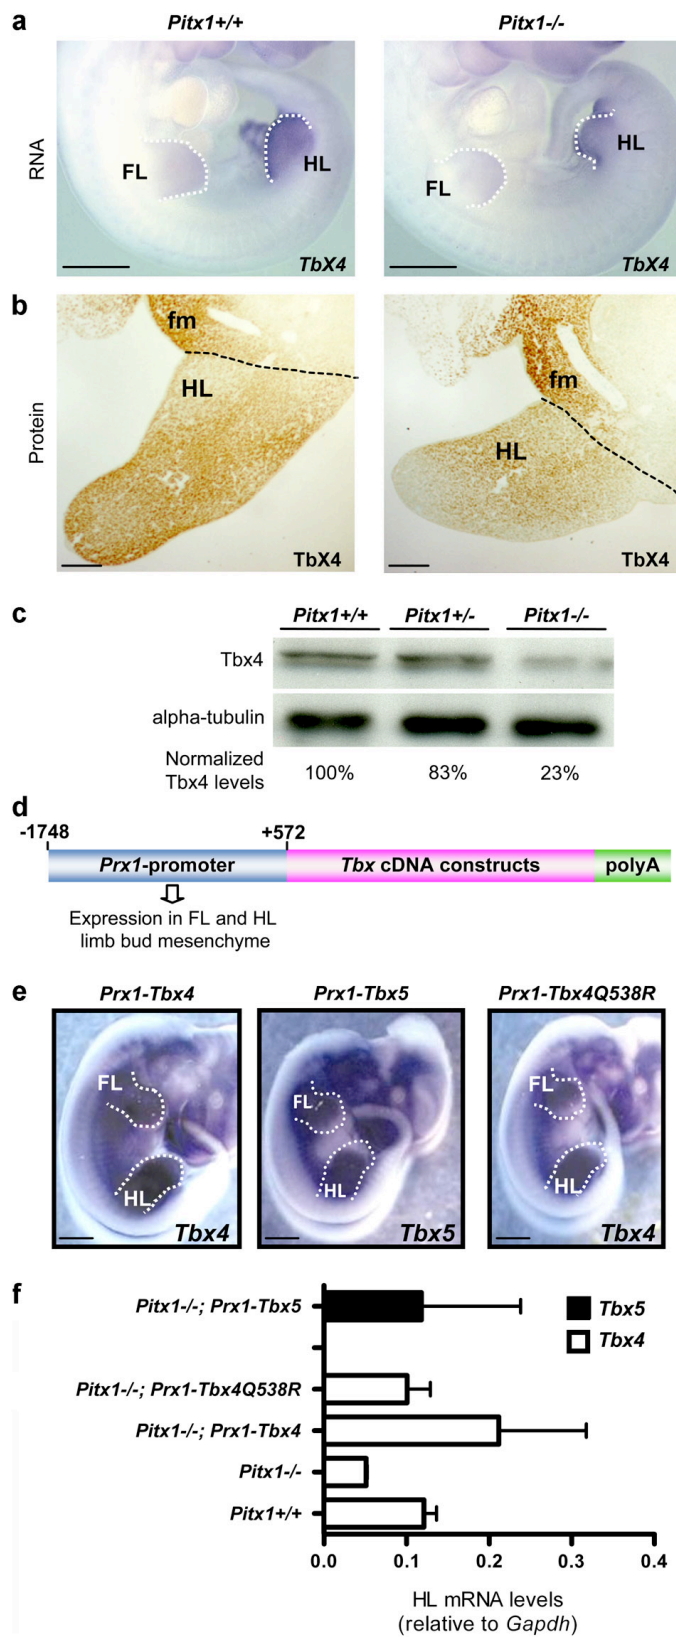 a
Pitx1+/+
Pitx1-/-
RNA
FL
HL
TbX4
FL
HL
TbX4
b
Protein
fm
HL
TbX4
fm
HL
TbX4
c
Pitx1+/+
Pitx1+/-
Pitx1-/-
Tbx4
alpha-tubulin
Normalized
Tbx4 levels
100%
83%
23%
d
-1748
+572
Prx1-promoter
Tbx cDNA constructs
polyA
Expression in FL and HL
limb bud mesenchyme
e
Prx1-Tbx4
Prx1-Tbx5
Prx1-Tbx4Q538R
FL
HL
Tbx4
FL
HL
Tbx5
FL
HL
Tbx4
f
Pitx1-/-; Prx1-Tbx5
Pitx1-/-; Prx1-Tbx4Q538R
Pitx1-/-; Prx1-Tbx4
Pitx1-/-
Pitx1+/+
Tbx5
Tbx4
0.0 0.1 0.2 0.3 0.4
HL mRNA levels
(relative to Gapdh)